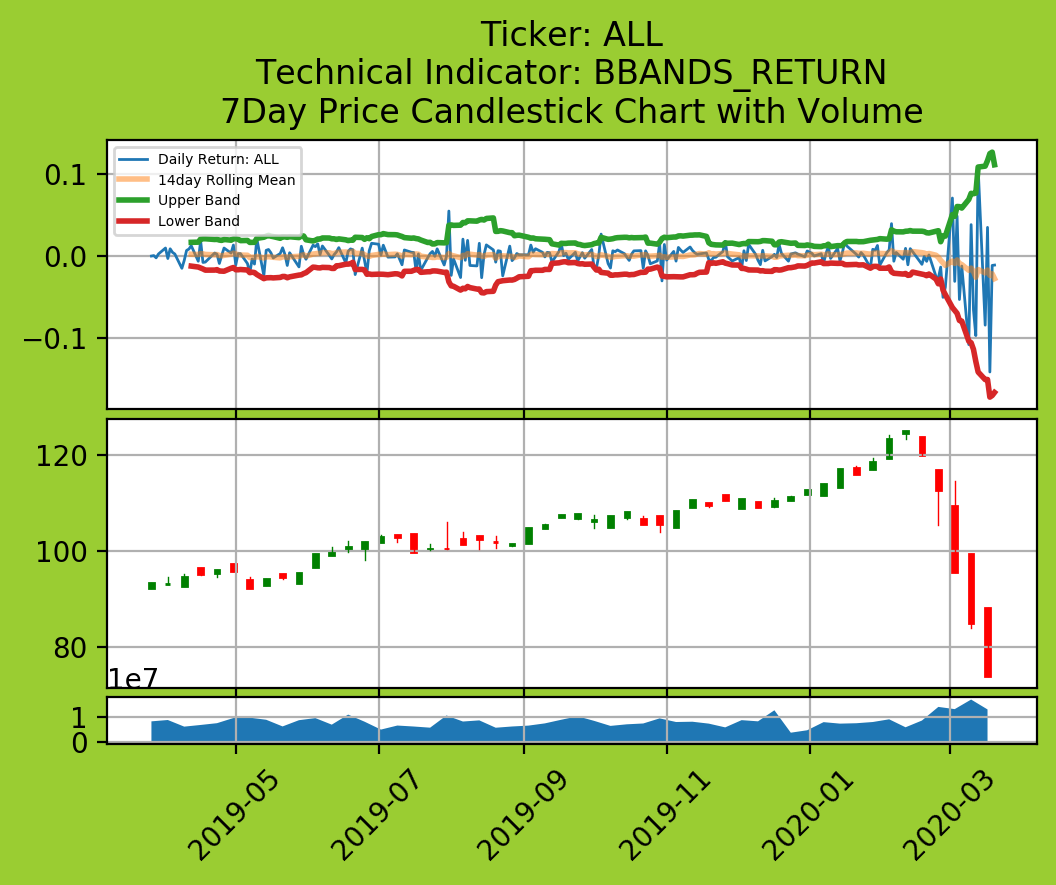 Ticker: ALL
Technical Indicator: BBANDS_RETURN
7Day Price Candlestick Chart with Volume
Daily Return: ALL
14day Rolling Mean
Upper Band
Lower Band
0.1
0.0
−0.1
120
100
80
1e7
1
0
2019-05
2019-07
2019-09
2019-11
2020-01
2020-03